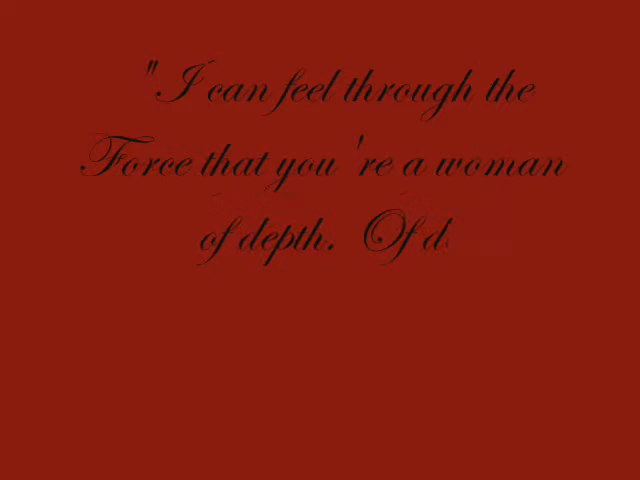 "I can feel through the
Force that you're a woman
of depth. Of